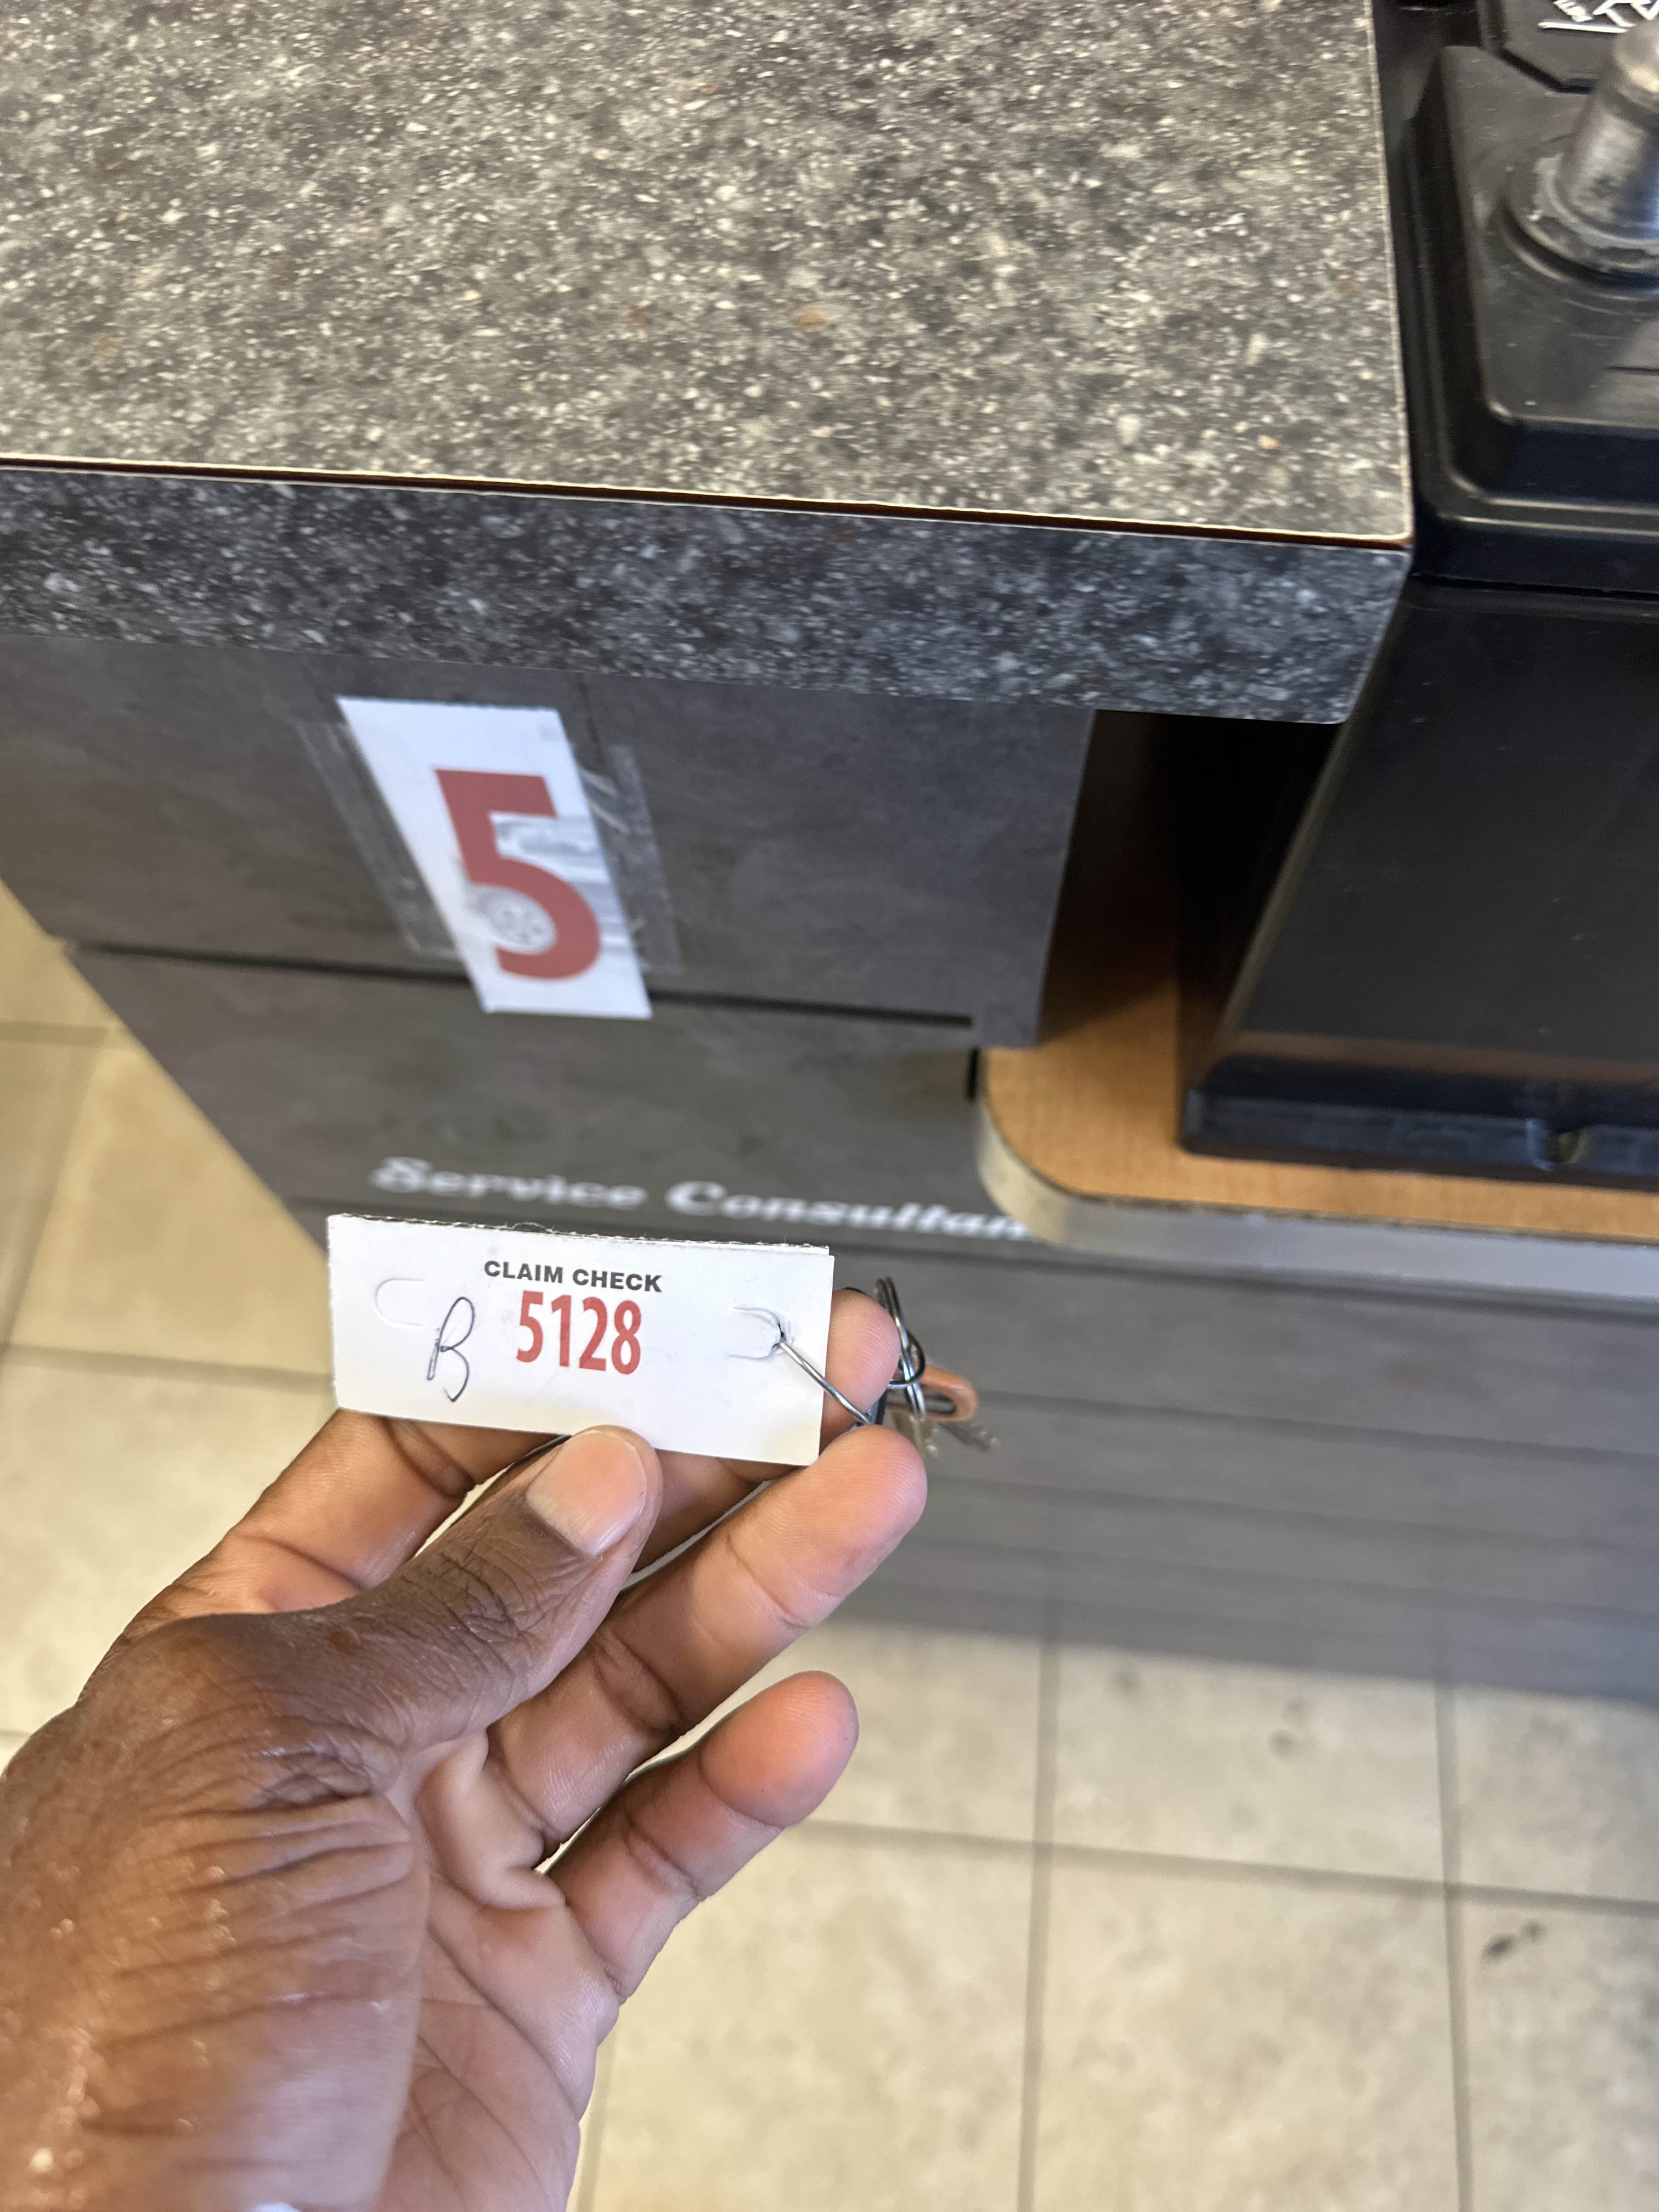 5
Service Consultan
CLAIM CHECK
B 5128